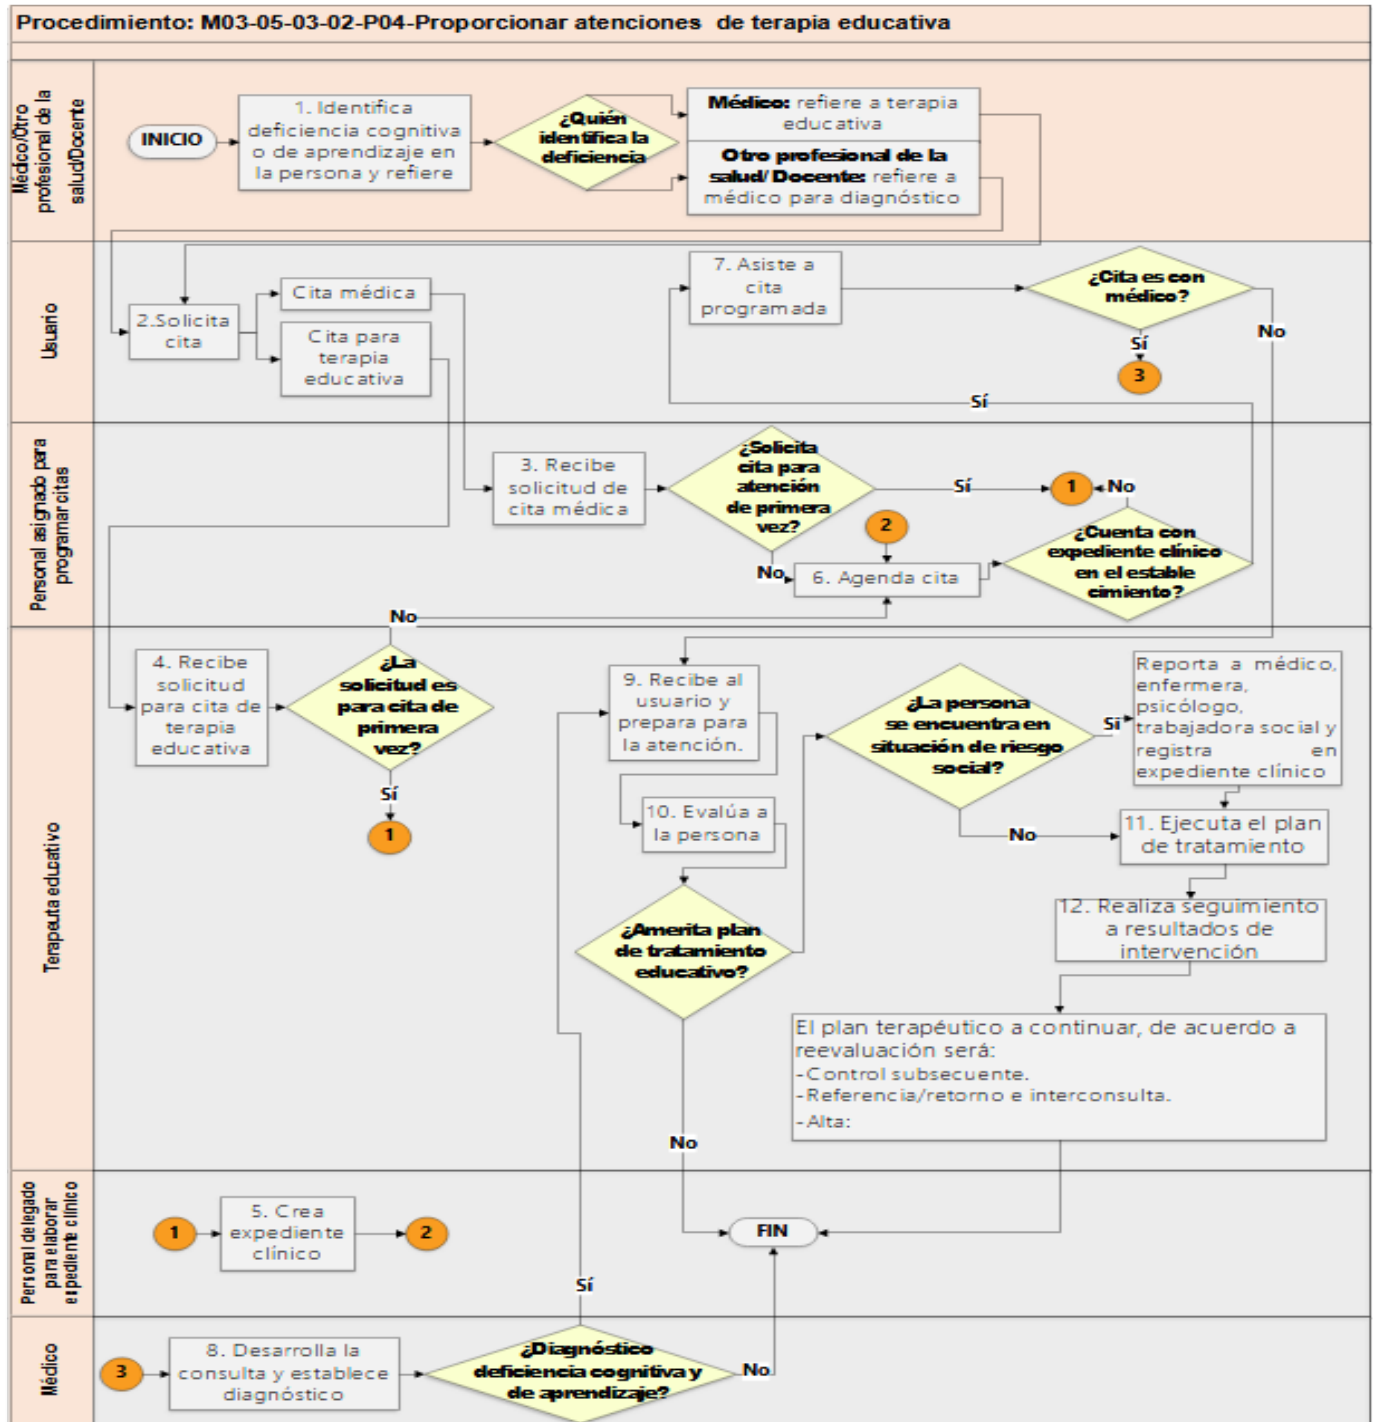 Procedimiento: M03-05-03-02-P04-Proporcionar atenciones de terapia educativa
Médico/Otro
profesional de la
salud/Docente
INICIO
1. Identifica
deficiencia cognitiva
o de aprendizaje en
la persona y refiere
¿Quién
identifica la
deficiencia
Médico: refiere a terapia
educativa
Otro profesional de la
salud/ Docente: refiere a
médico para diagnóstico
Usuario
2.Solicita
cita
Cita médica
Cita para
terapia
educativa
7. Asiste a
cita
programada
¿Cita es con
médico?
Sí
3
No
Sí
Personal asignado para
programar citas
3. Recibe
solicitud de
cita médica
¿Solicita
cita para
atención
de primera
vez?
Sí
1
No
2
No
6. Agenda cita
¿Cuenta con
expediente clínico
en el estable
cimiento?
No
Terapeuta educativo
4. Recibe
solicitud
para cita de
terapia
educativa
¿La
solicitud es
para cita de
primera
vez?
Sí
1
9. Recibe al
usuario y
prepara para
la atención.
10. Evalúa a
la persona
¿Amerita plan
de tratamiento
educativo?
¿La persona
se encuentra en
situación de riesgo
social?
Sí
Reporta a médico,
enfermera,
psicólogo,
trabajadora social y
registra en
expediente clínico
No
11. Ejecuta el plan
de tratamiento
12. Realiza seguimiento
a resultados de
intervención
El plan terapéutico a continuar, de acuerdo a
reevaluación será:
-Control subsecuente.
-Referencia/retorno e interconsulta.
-Alta:
No
Personal delegado
para elaborar
expediente clínico
1
5. Crea
expediente
clínico
2
FIN
Sí
Médico
3
8. Desarrolla la
consulta y establece
diagnóstico
¿Diagnóstico
deficiencia cognitiva y
de aprendizaje?
No